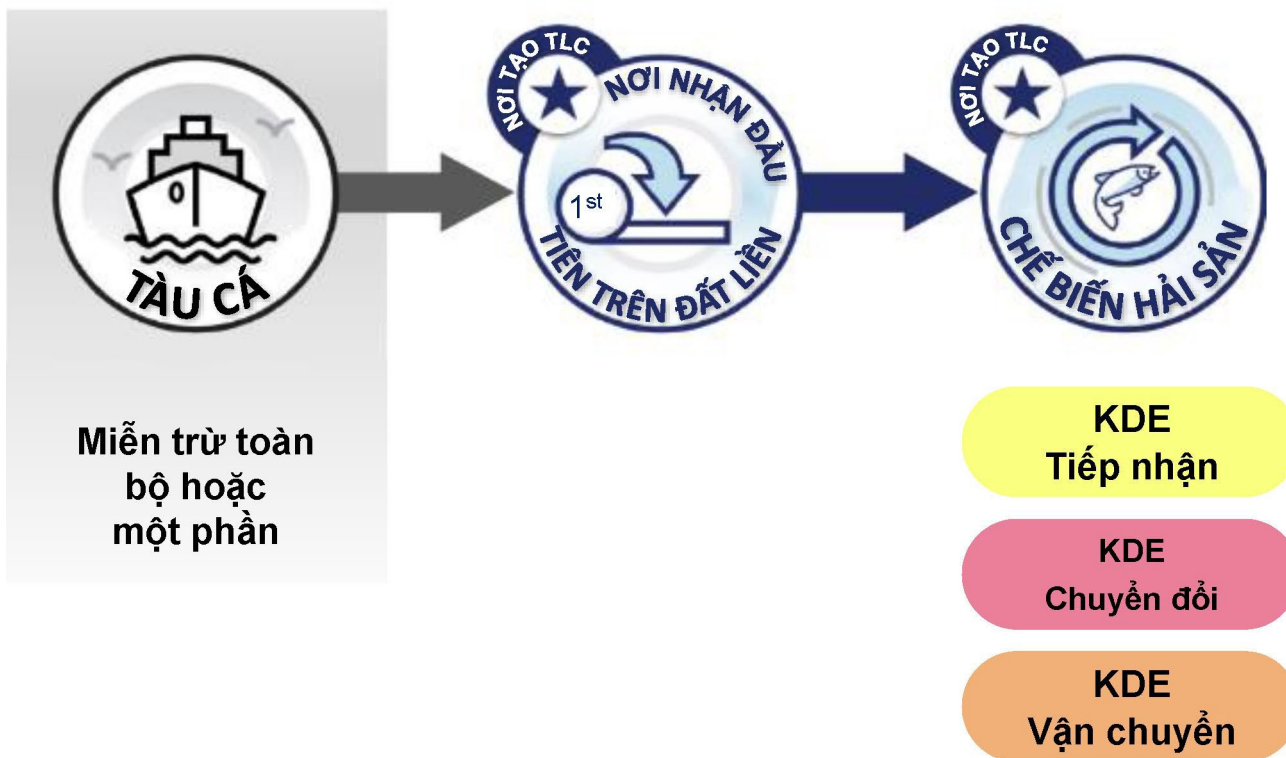 NƠI TẠO TLC
NƠI TẠO TLC
TÀU CÁ
NƠI NHẬN ĐẦU
1st
TIÊN TRÊN ĐẤT LIỀN
CHẾ BIẾN HẢI SẢN
Miễn trừ toàn
bộ hoặc
một phần
KDE
Tiếp nhận
KDE
Chuyển đổi
KDE
Vận chuyển